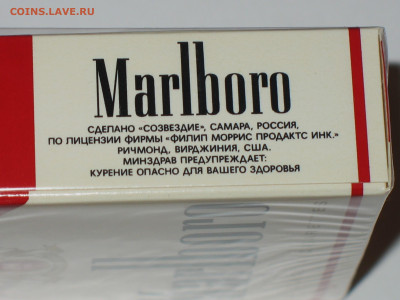 COINS.LAVE.RU
Marlboro
СДЕЛАНО «СОЗВЕЗДИЕ», САМАРА, РОССИЯ,
ПО ЛИЦЕНЗИИ ФИРМЫ «ФИЛИП МОРРИС ПРОДАКТС ИНК.»
РИЧМОНД, ВИРДЖИНИЯ, США.
МИНЗДРАВ ПРЕДУПРЕЖДАЕТ:
КУРЕНИЕ ОПАСНО ДЛЯ ВАШЕГО ЗДОРОВЬЯ